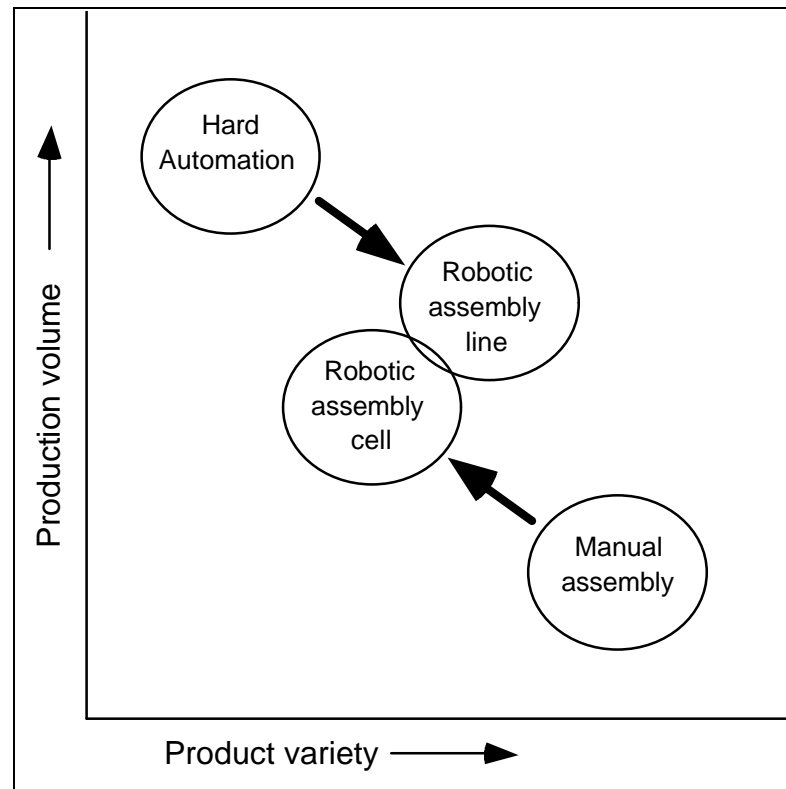 Hard
Automation
Robotic
assembly
line
Robotic
assembly
cell
Manual
assembly
Production volume
Product variety